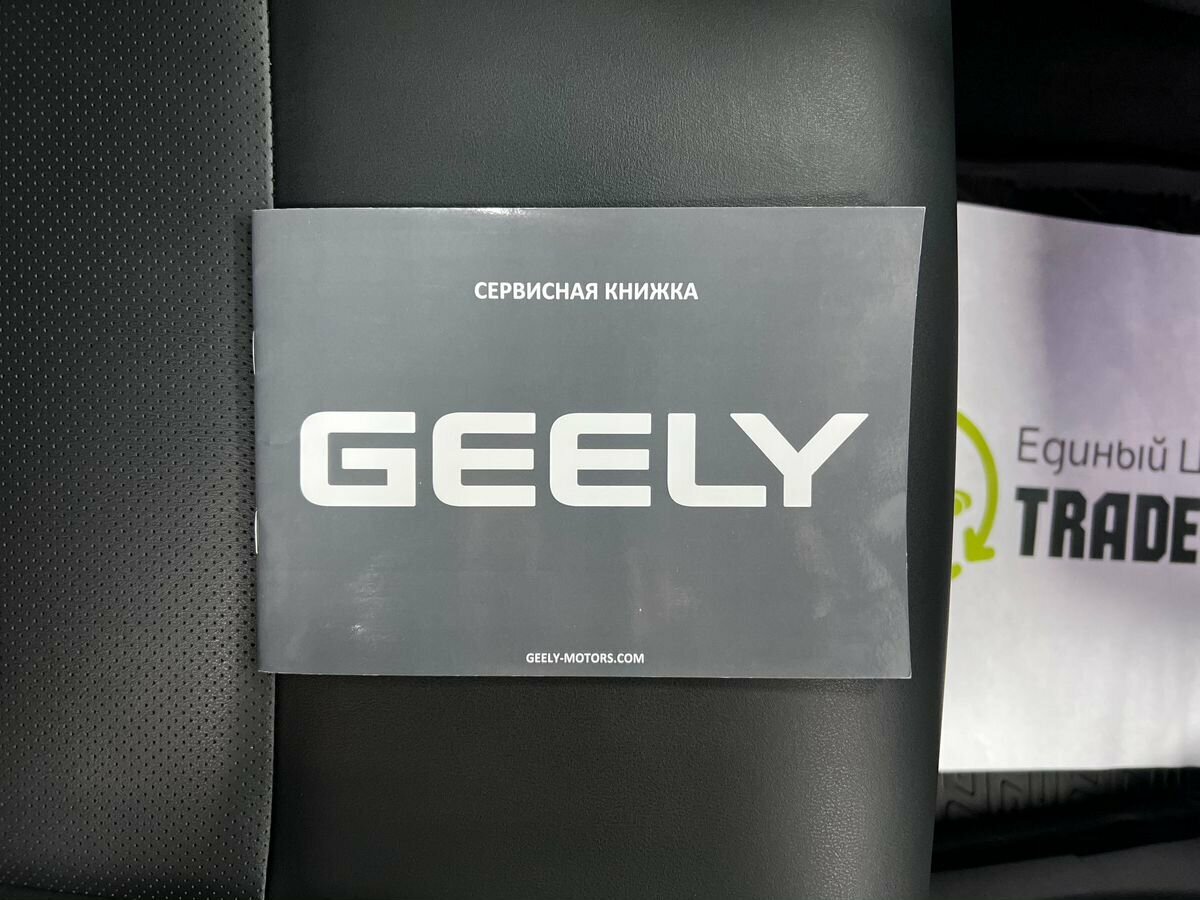 СЕРВИСНАЯ КНИЖКА
GEELY
GEELY-MOTORS.COM
Единый
TRADE